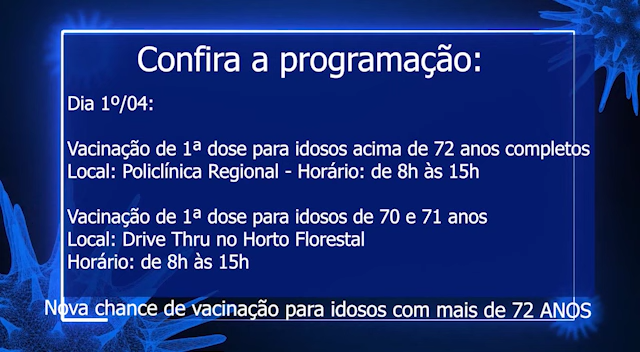 Confira a programação:
Dia 1º/04:
Vacinação de 1ª dose para idosos acima de 72 anos completos
Local: Policlínica Regional - Horário: de 8h às 15h
Vacinação de 1ª dose para idosos de 70 e 71 anos
Local: Drive Thru no Horto Florestal
Horário: de 8h às 15h
Nova chance de vacinação para idosos com mais de 72 ANOS